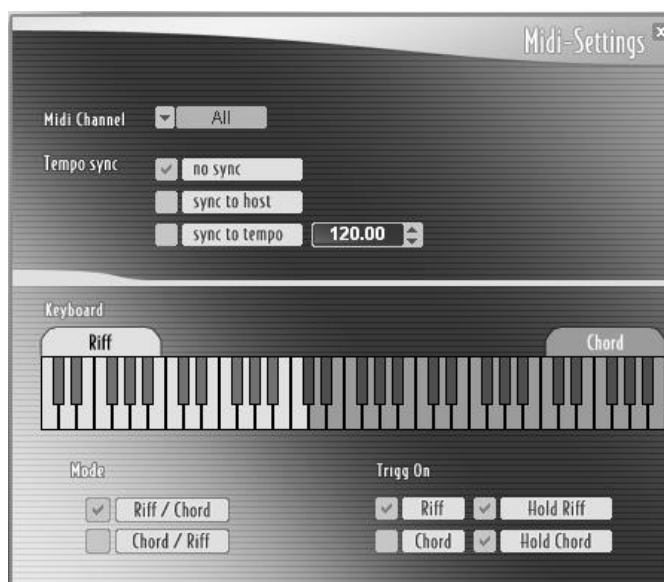 Midi-Settings x
Midi Channel All
Tempo sync no sync
sync to host
sync to tempo 120.00
Keyboard
Riff Chord
Mode Trigg On
Riff / Chord Riff Hold Riff
Chord / Riff Chord Hold Chord